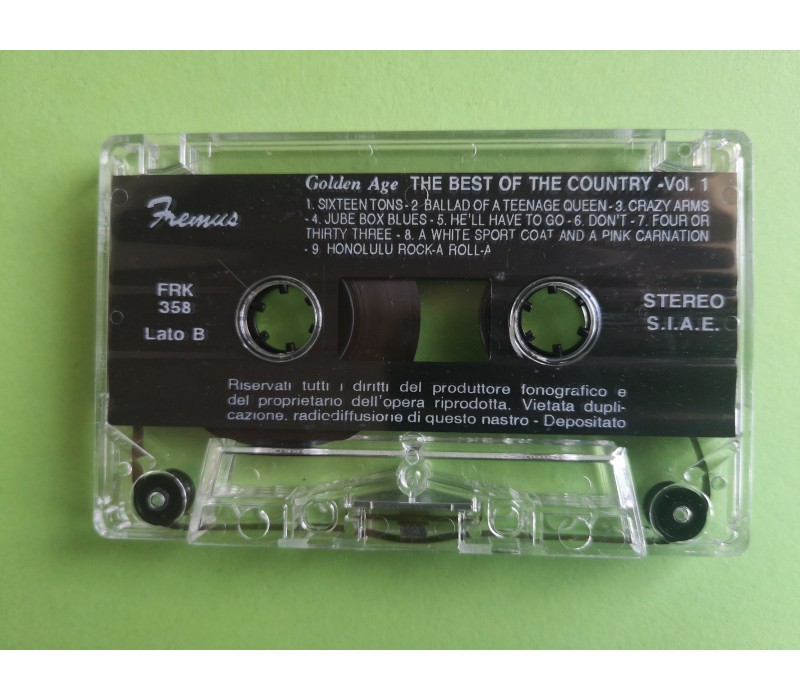 Golden Age THE BEST OF THE COUNTRY -Vol. 1
Fremus
1. SIXTEEN TONS - 2 BALLAD OF A TEENAGE QUEEN - 3. CRAZY ARMS
- 4. JUBE BOX BLUES - 5. HE'LL HAVE TO GO - 6. DON'T - 7. FOUR OR
THIRTY THREE - 8. A WHITE SPORT COAT AND A PINK CARNATION
- 9. HONOLULU ROCK-A ROLL-A
FRK
358
Lato B
STEREO
S.I.A.E.
Riservati tutti i diritti del produttore fonografico e
del proprietario dell'opera riprodotta. Vietata dupli-
cazione. radiodiffusione di questo nastro - Depositato